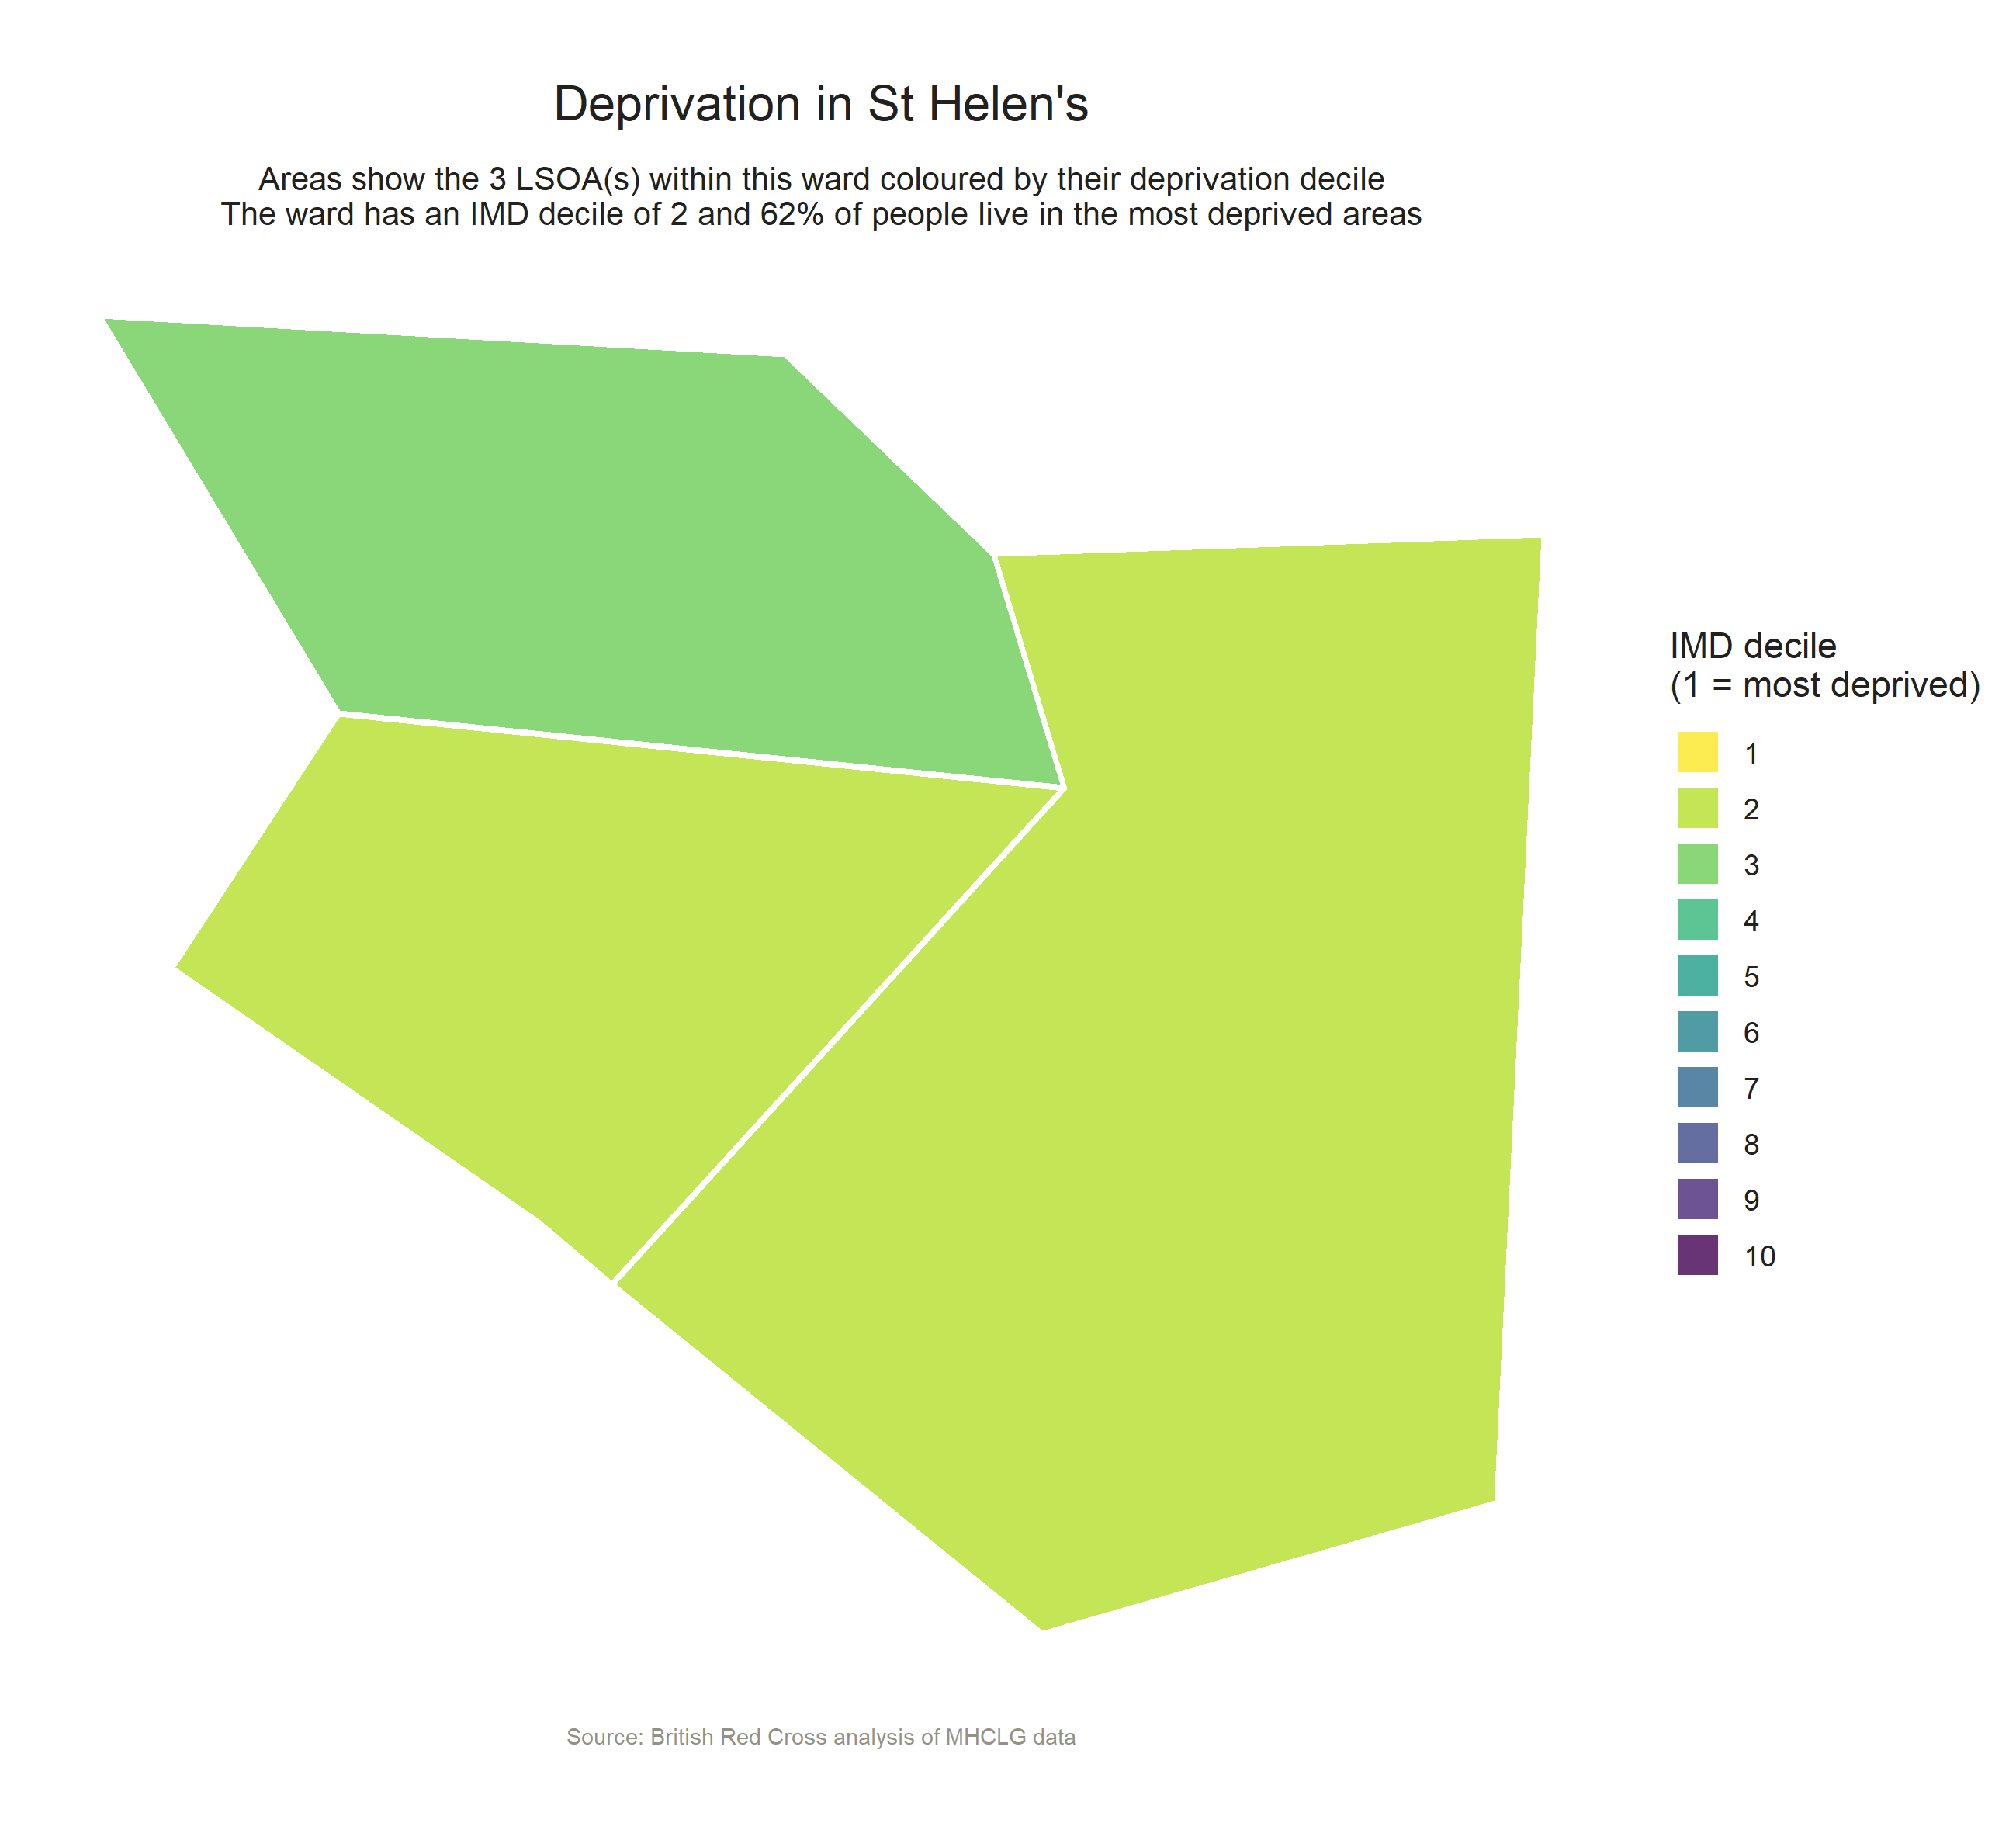 Deprivation in St Helen's
Areas show the 3 LSOA(s) within this ward coloured by their deprivation decile
The ward has an IMD decile of 2 and 62% of people live in the most deprived areas
IMD decile
(1 = most deprived)
1
2
3
4
5
6
7
8
9
10
Source: British Red Cross analysis of MHCLG data